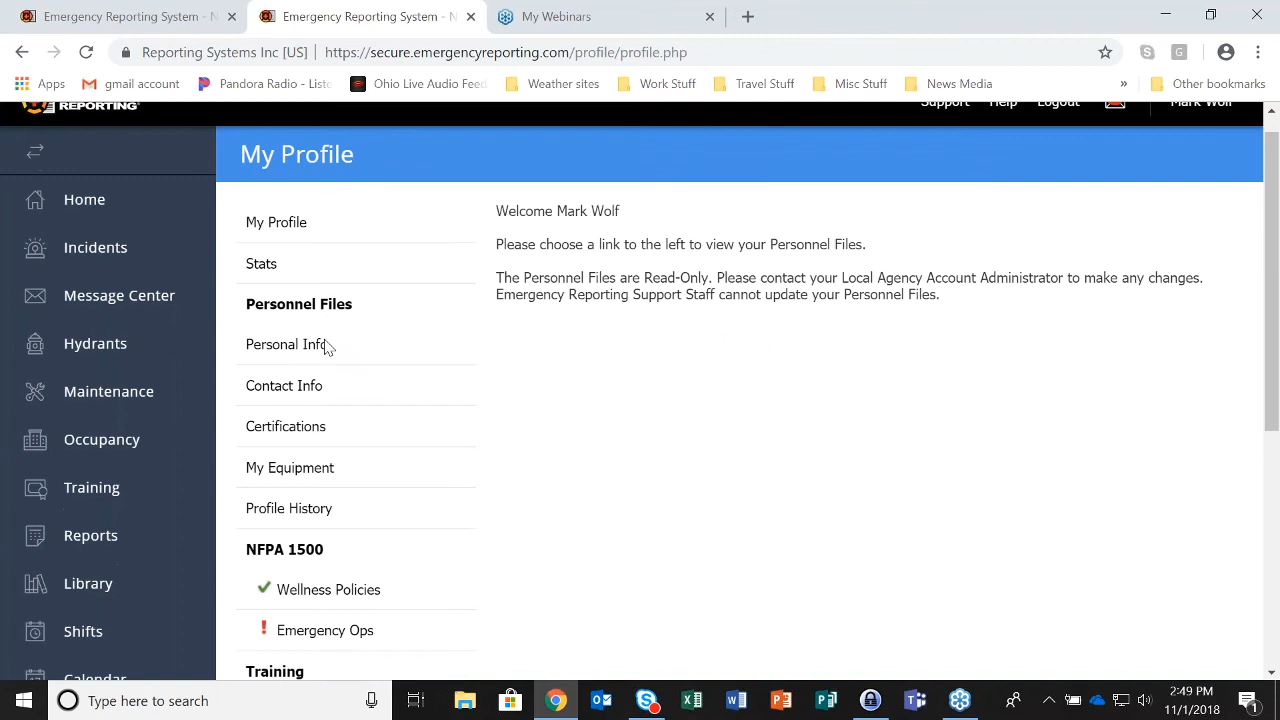 Emergency Reporting System - N
Emergency Reporting System - N
My Webinars
Reporting Systems Inc [US]
https://secure.emergencyreporting.com/profile/profile.php
Apps
gmail account
Pandora Radio - Liste
Ohio Live Audio Feed
Weather sites
Work Stuff
Travel Stuff
Misc Stuff
News Media
»
Other bookmarks
REPORTING
Support
Help
Logout
Mark Wolf
My Profile
Home
Incidents
Message Center
Hydrants
Maintenance
Occupancy
Training
Reports
Library
Shifts
Calendar
My Profile
Stats
Personnel Files
Personal Info
Contact Info
Certifications
My Equipment
Profile History
NFPA 1500
Wellness Policies
Emergency Ops
Training
Welcome Mark Wolf
Please choose a link to the left to view your Personnel Files.
The Personnel Files are Read-Only. Please contact your Local Agency Account Administrator to make any changes.
Emergency Reporting Support Staff cannot update your Personnel Files.
Type here to search
2:49 PM
11/1/2018